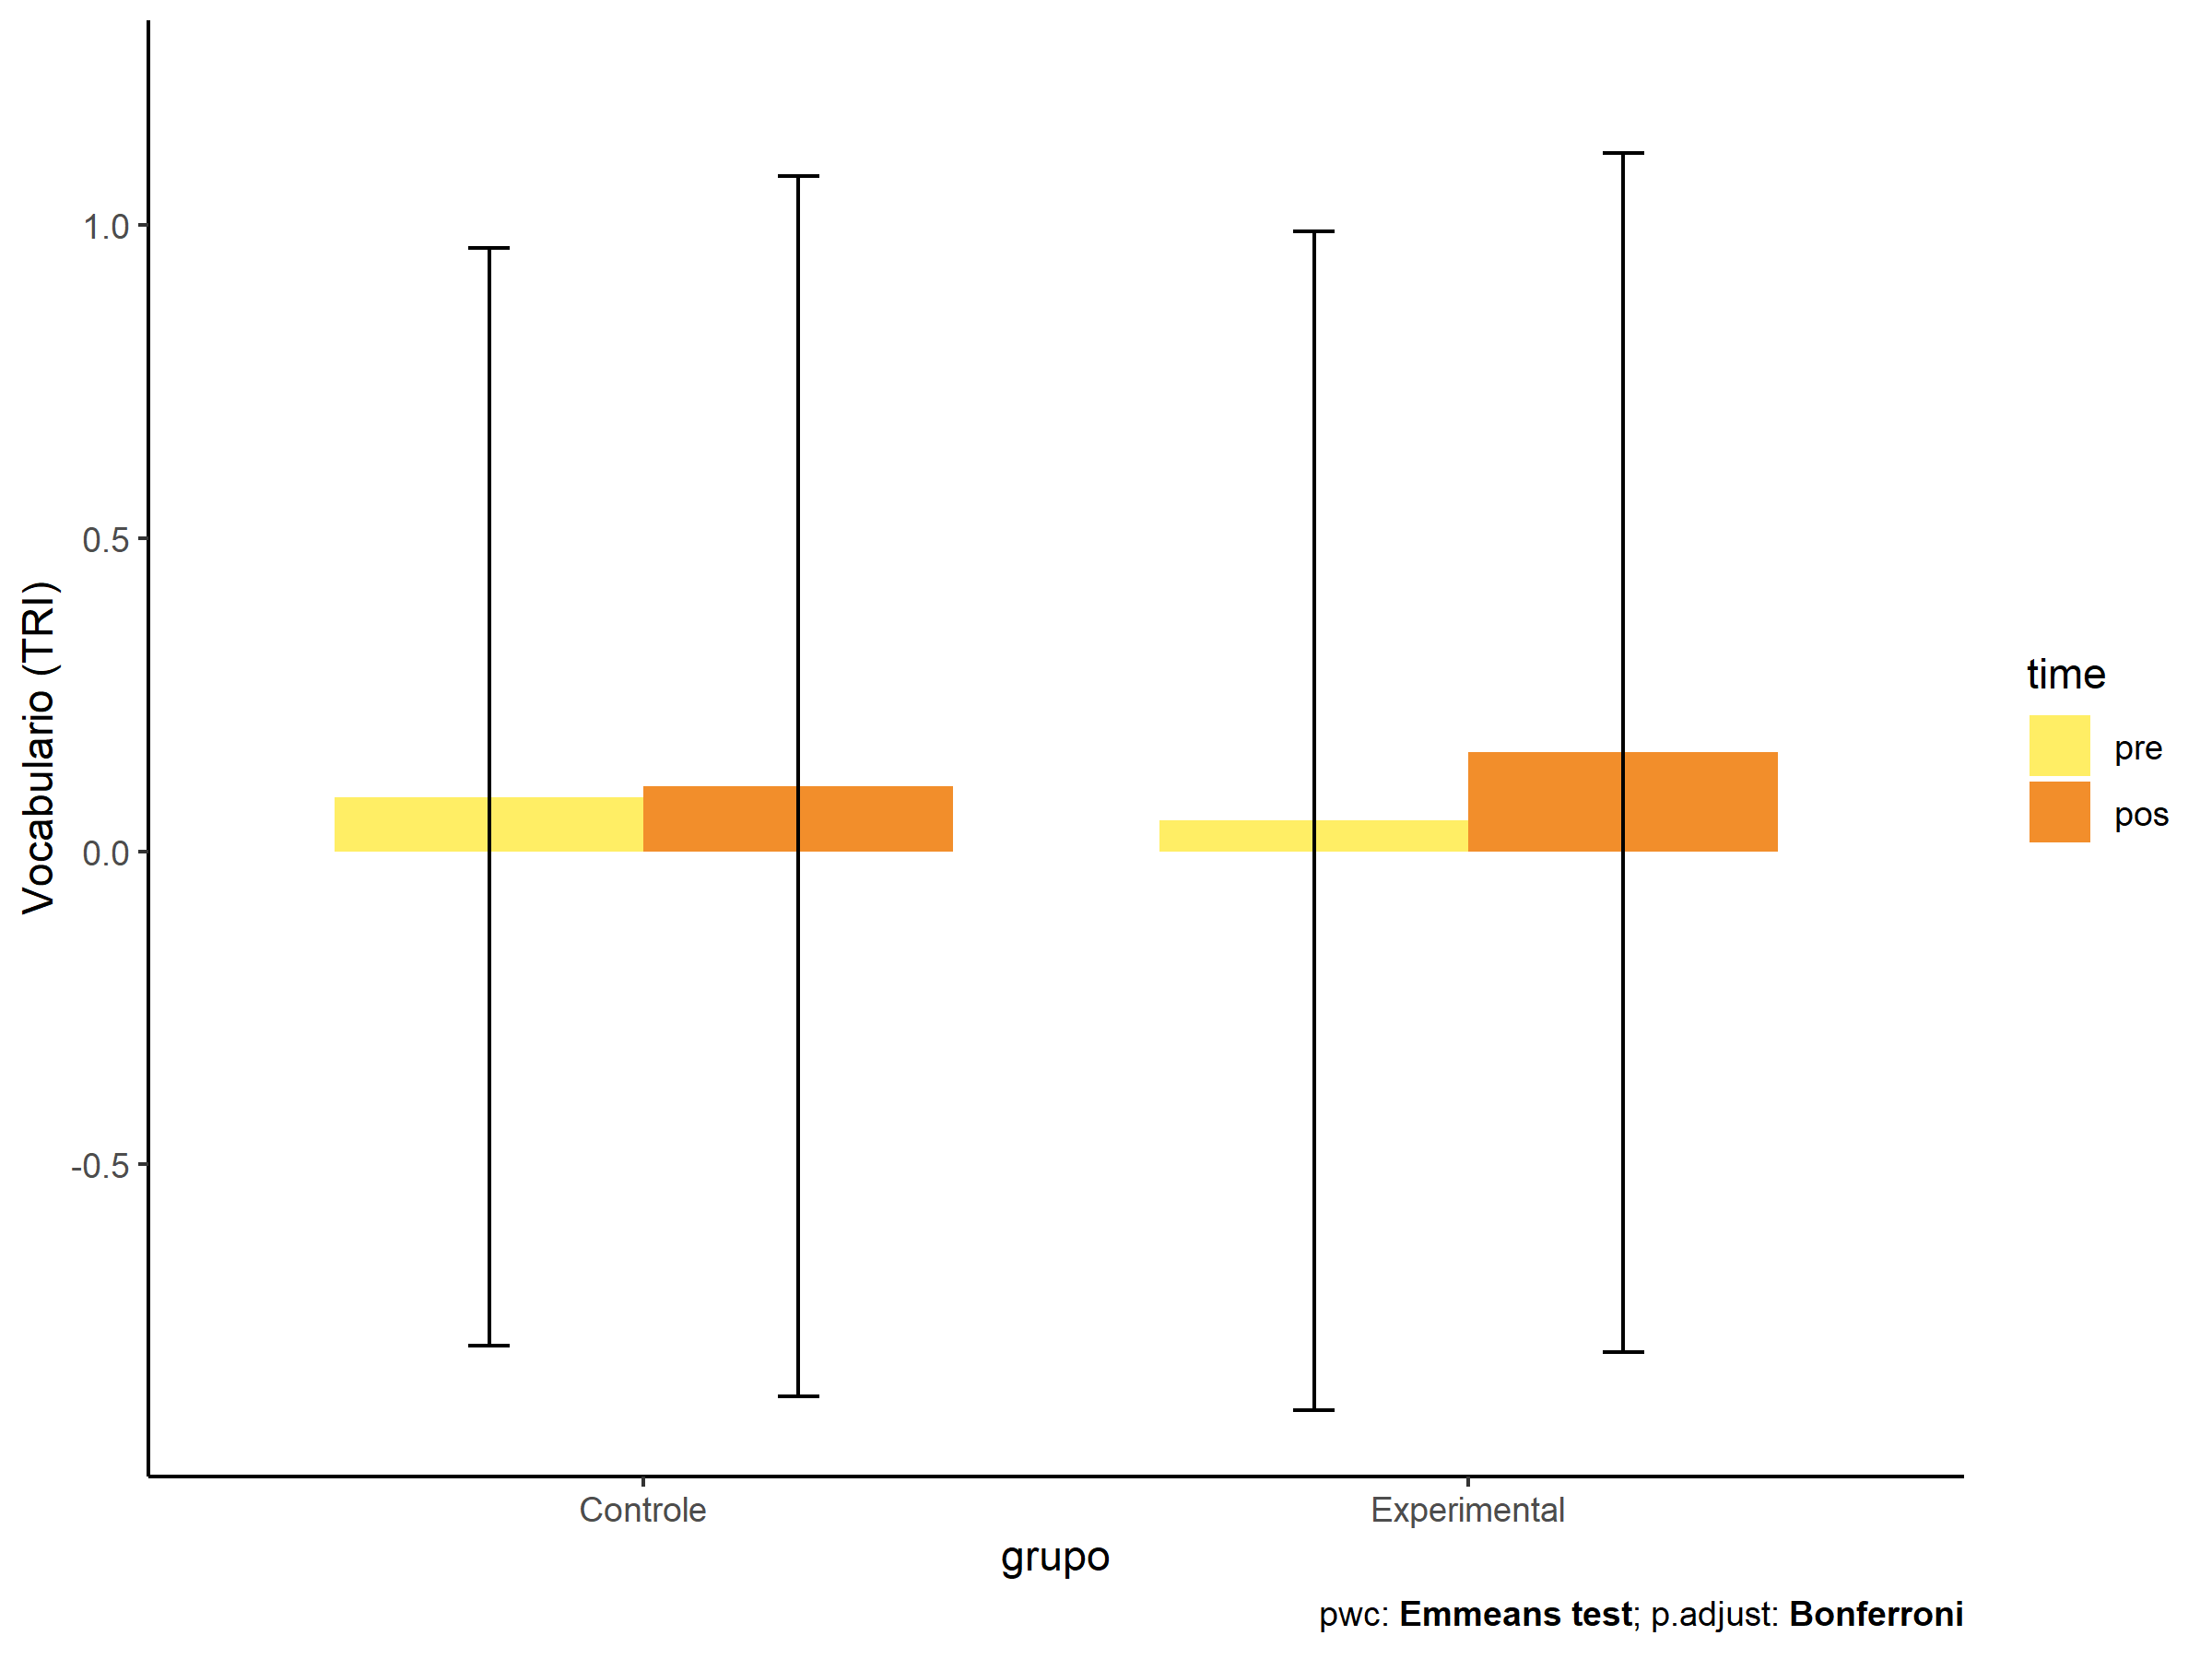 Vocabulario (TRI)
1.0
0.5
0.0
-0.5
Controle
Experimental
grupo
time
pre
pos
pwc: Emmeans test; p.adjust: Bonferroni